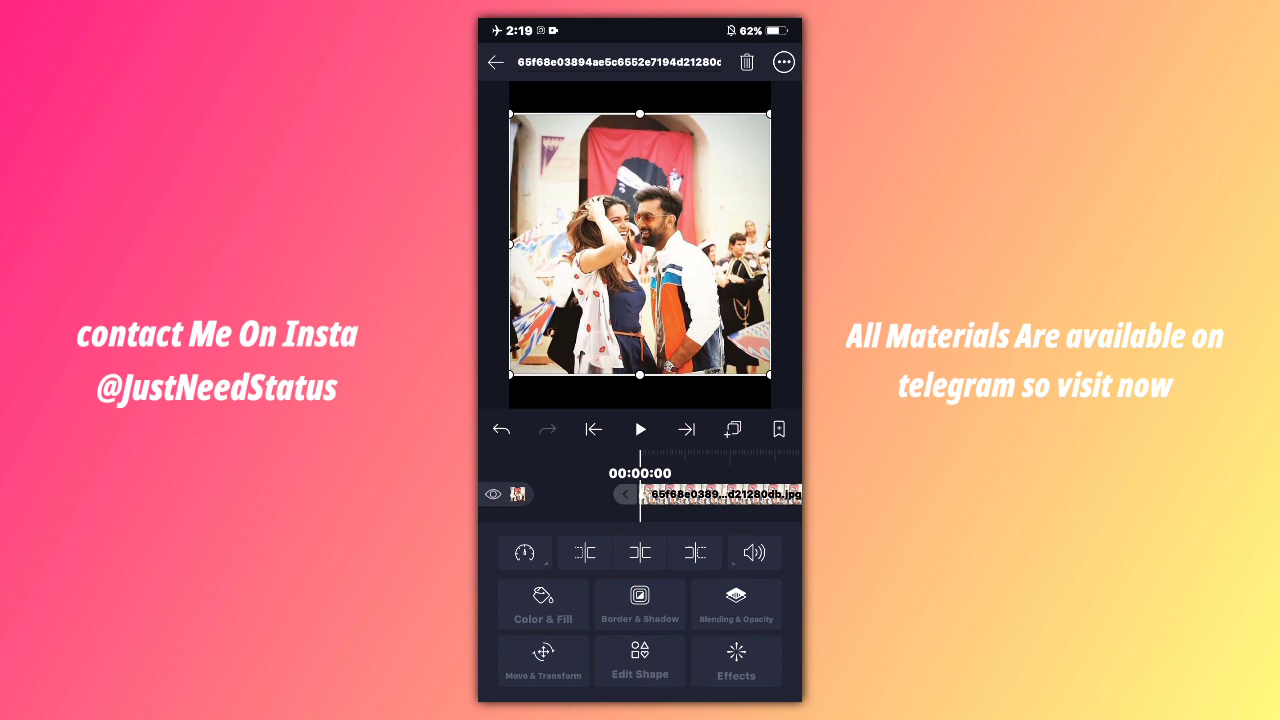 2:19
62%
65f68e03894ae5c6552e7194d21280d
contact Me On Insta
@JustNeedStatus
All Materials Are available on
telegram so visit now
00:00:00
65f68e0389...d21280db.jpg
Color & Fill
Border & Shadow
Blending & Opacity
Move & Transform
Edit Shape
Effects